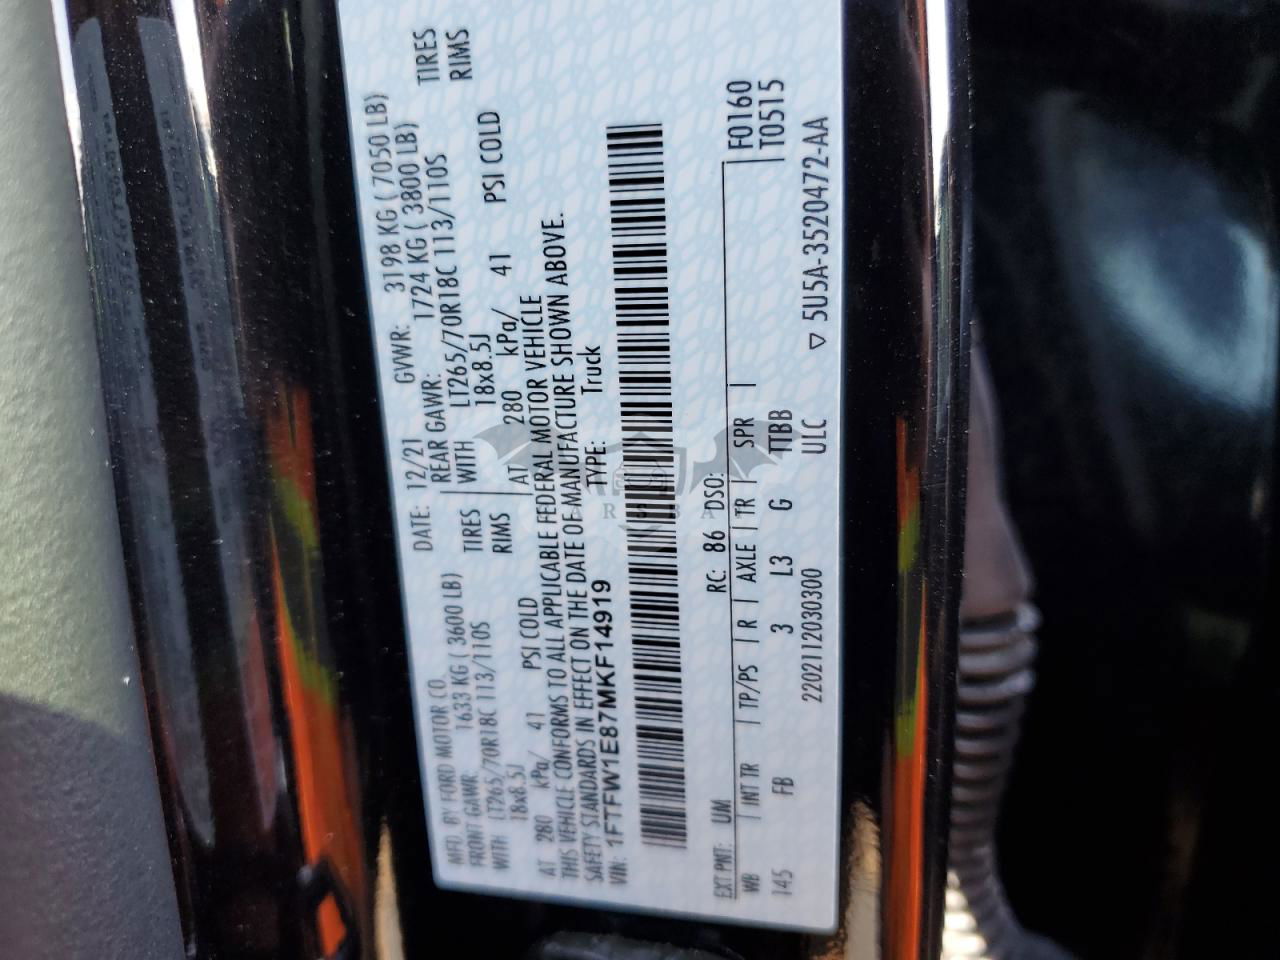 MFD. BY FORD MOTOR CO.
DATE: 12/21 GVWR: 3198 KG ( 7050 LB)
FRONT GAWR: 1633 KG ( 3600 LB) REAR GAWR: 1724 KG ( 3800 LB)
WITH LT265/70R18C 113/110S TIRES WITH LT265/70R18C 113/110S TIRES
18x8.5J RIMS 18x8.5J RIMS
AT 280 kPa/ 41 PSI COLD AT 280 kPa/ 41 PSI COLD
THIS VEHICLE CONFORMS TO ALL APPLICABLE FEDERAL MOTOR VEHICLE
SAFETY STANDARDS IN EFFECT ON THE DATE OF MANUFACTURE SHOWN ABOVE.
VIN: 1FTFW1E87MKF14919 TYPE: Truck
EXT PNT: UM RC: 86 DSO: F0160
WB INT TR TP/PS R AXLE TR SPR T0515
145 FB 3 L3 G TTBB
2202112030300 ULC ▽ 5U5A-3520472-AA